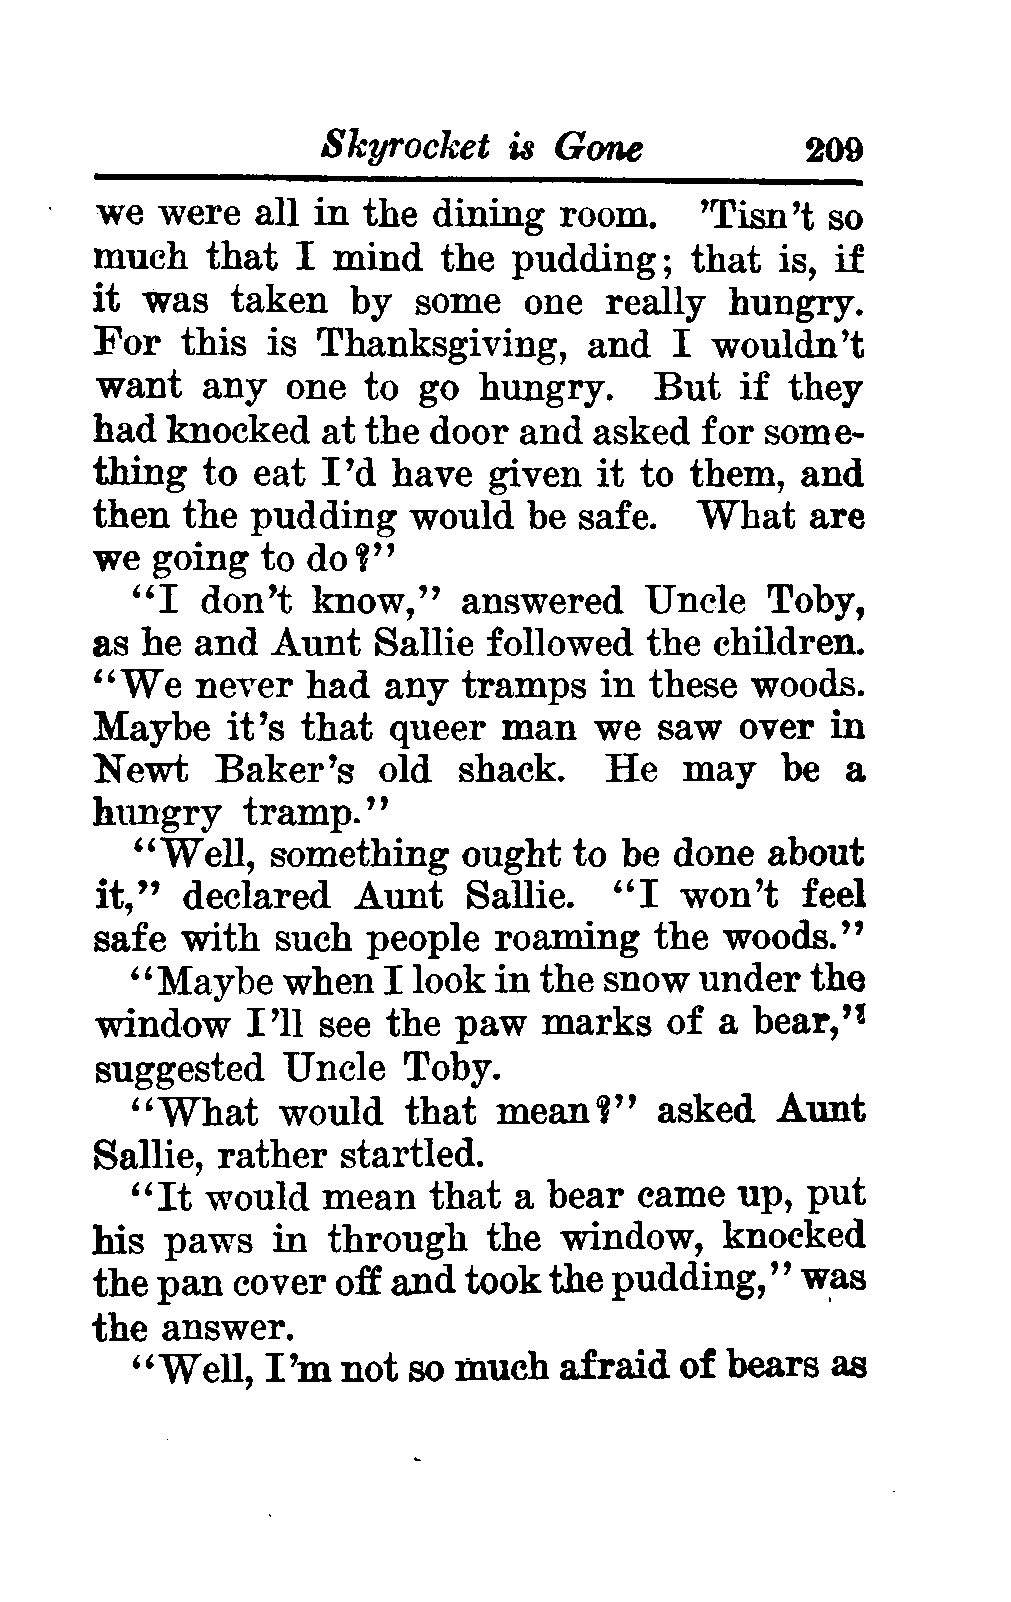 Skyrocket is Gone 209
we were all in the dining room. 'Tisn't so
much that I mind the pudding; that is, if
it was taken by some one really hungry.
For this is Thanksgiving, and I wouldn't
want any one to go hungry. But if they
had knocked at the door and asked for some-
thing to eat I'd have given it to them, and
then the pudding would be safe. What are
we going to do?"
"I don't know," answered Uncle Toby,
as he and Aunt Sallie followed the children.
"We never had any tramps in these woods.
Maybe it's that queer man we saw over in
Newt Baker's old shack. He may be a
hungry tramp."
"Well, something ought to be done about
it," declared Aunt Sallie. "I won't feel
safe with such people roaming the woods."
"Maybe when I look in the snow under the
window I'll see the paw marks of a bear,"
suggested Uncle Toby.
"What would that mean?" asked Aunt
Sallie, rather startled.
"It would mean that a bear came up, put
his paws in through the window, knocked
the pan cover off and took the pudding," was
the answer.
"Well, I'm not so much afraid of bears as